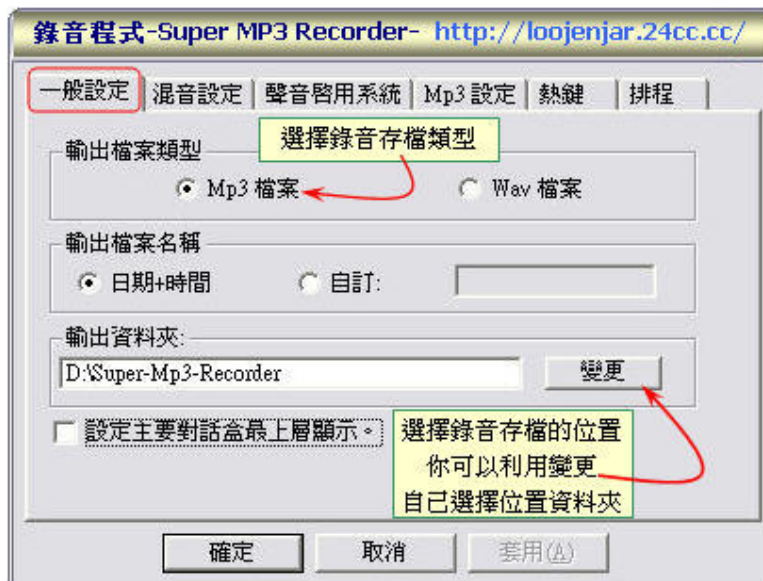 錄音程式-Super MP3 Recorder- http://loojenjar.24cc.cc/
一般設定 混音設定 聲音啓用系統 Mp3 設定 熱鍵 排程
選擇錄音存檔類型
輸出檔案類型
Mp3 檔案 Wav 檔案
輸出檔案名稱
日期+時間 自訂:
輸出資料夾:
D:\Super-Mp3-Recorder 變更
設定主要對話盒最上層顯示。
選擇錄音存檔的位置
你可以利用變更
自己選擇位置資料夾
確定 取消 套用(A)